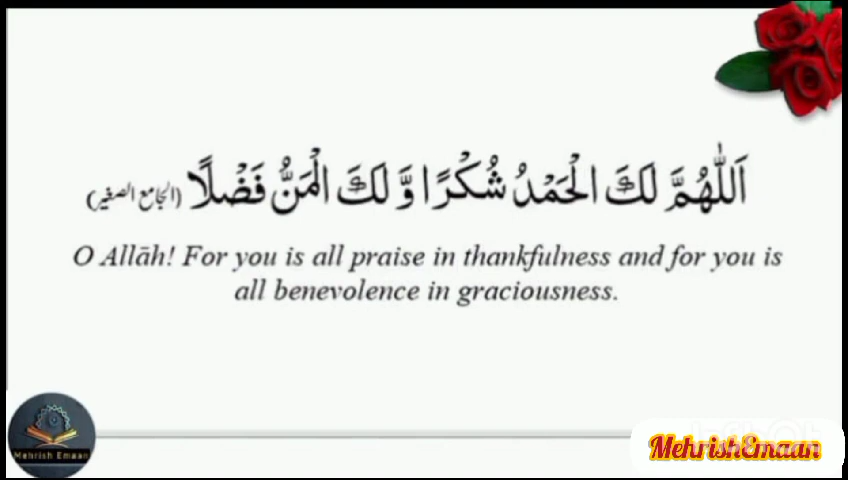 اَللّٰهُمَّ لَكَ الْحَمْدُ شُكْرًا وَّ لَكَ الْمَنُّ فَضْلًا (الجامع الصغير)
O Allāh! For you is all praise in thankfulness and for you is
all benevolence in graciousness.
Mehrish Emaan
MehrishEmaan